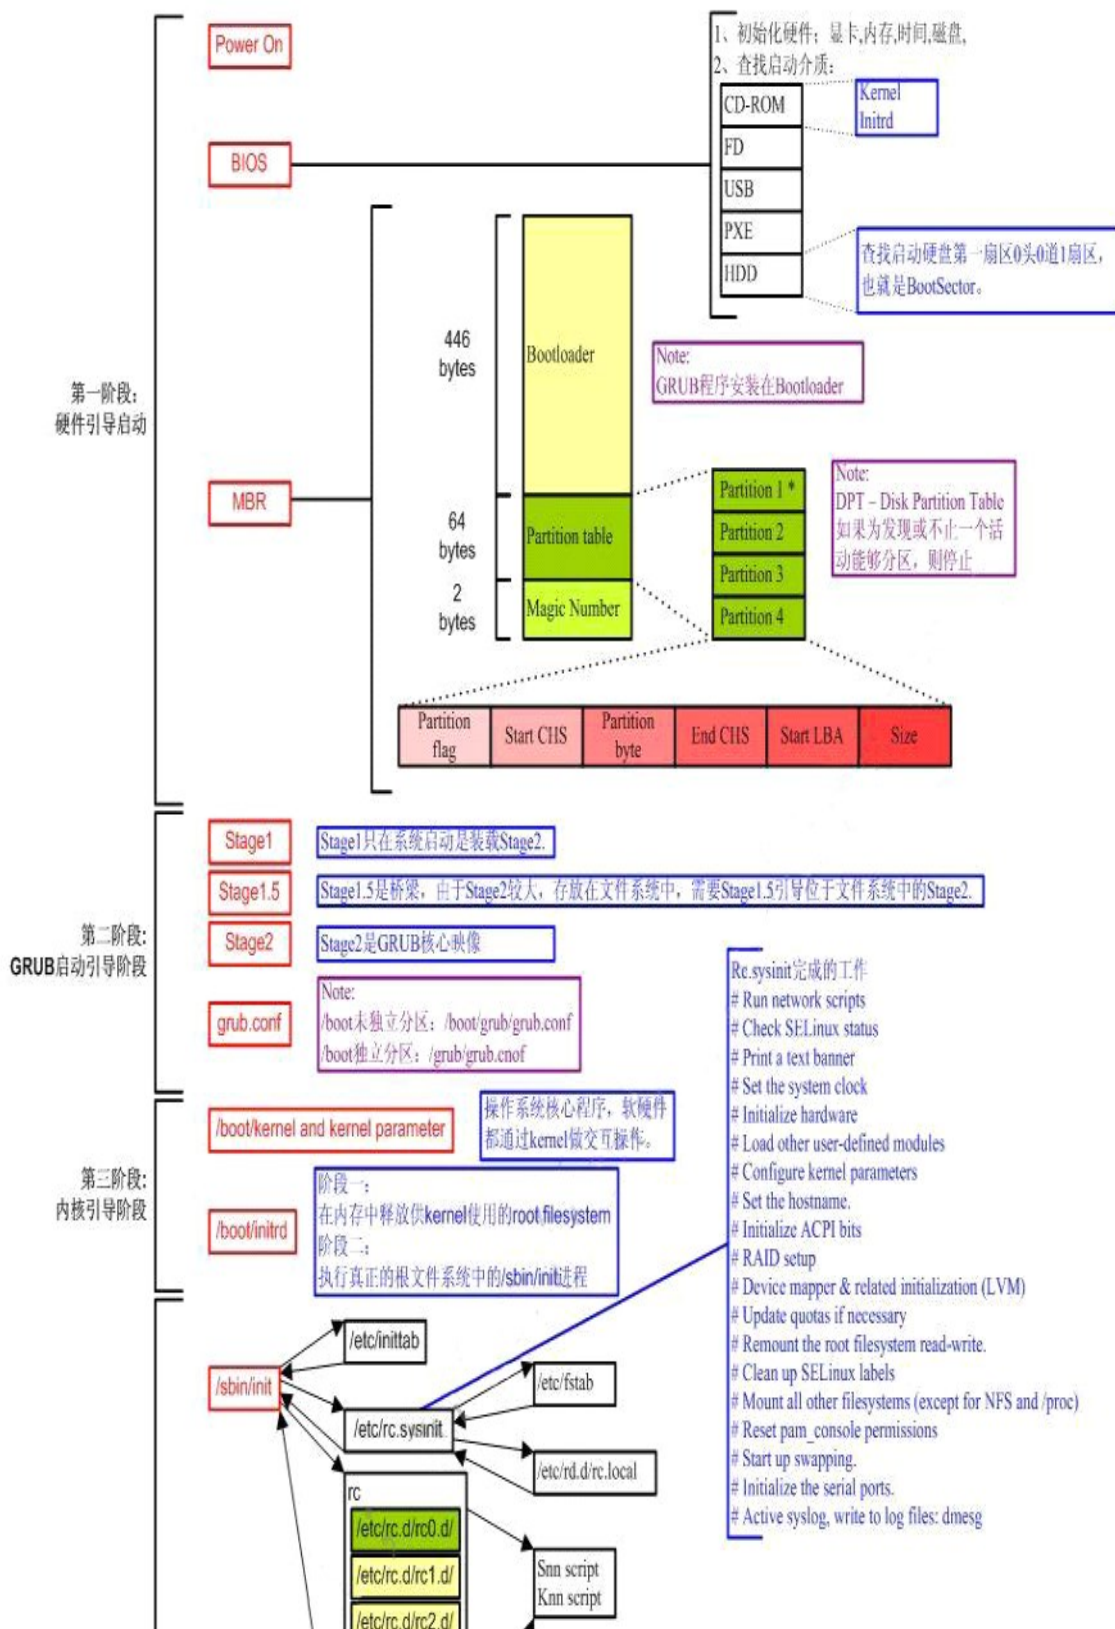 Power On
1、初始化硬件；显卡,内存,时间,磁盘,
2、查找启动介质：
CD-ROM
Kernel
Initrd
FD
BIOS
USB
PXE
HDD
查找启动硬盘第一扇区0头0道1扇区，
也就是BootSector。
446
bytes
Bootloader
Note:
GRUB程序安装在Bootloader
第一阶段：
硬件引导启动
MBR
64
bytes
Partition table
2
bytes
Magic Number
Partition 1 *
Partition 2
Partition 3
Partition 4
Note:
DPT – Disk Partition Table
如果为发现或不止一个活
动能够分区，则停止
Partition
flag
Start CHS
Partition
byte
End CHS
Start LBA
Size
第二阶段:
GRUB启动引导阶段
Stage1
Stage1只在系统启动是装载Stage2.
Stage1.5
Stage1.5是桥梁，由于Stage2较大，存放在文件系统中，需要Stage1.5引导位于文件系统中的Stage2.
Stage2
Stage2是GRUB核心映像
grub.conf
Note:
/boot未独立分区：/boot/grub/grub.conf
/boot独立分区：/grub/grub.cnof
第三阶段:
内核引导阶段
/boot/kernel and kernel parameter
操作系统核心程序，软硬件
都通过kernel做交互操作。
/boot/initrd
阶段一；
在内存中释放供kernel使用的root filesystem
阶段二；
执行真正的根文件系统中的/sbin/init进程
Rc.sysinit完成的工作
# Run network scripts
# Check SELinux status
# Print a text banner
# Set the system clock
# Initialize hardware
# Load other user-defined modules
# Configure kernel parameters
# Set the hostname.
# Initialize ACPI bits
# RAID setup
# Device mapper & related initialization (LVM)
# Update quotas if necessary
# Remount the root filesystem read-write.
# Clean up SELinux labels
# Mount all other filesystems (except for NFS and /proc)
# Reset pam_console permissions
# Start up swapping.
# Initialize the serial ports.
# Active syslog, write to log files: dmesg
/sbin/init
/etc/inittab
/etc/rc.sysinit
/etc/fstab
/etc/rd.d/rc.local
rc
/etc/rc.d/rc0.d/
/etc/rc.d/rc1.d/
/etc/rc.d/rc2.d/
Snn script
Knn script